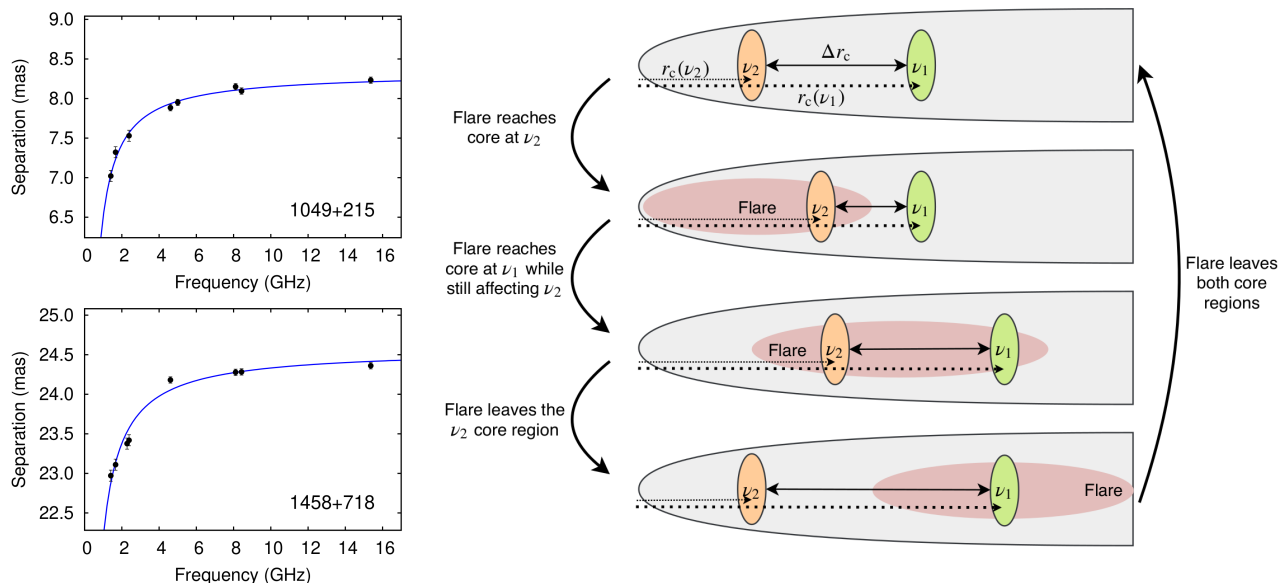 9.0
8.5
8.0
7.5
7.0
6.5
Separation (mas)
1049+215
0 2 4 6 8 10 12 14 16
Frequency (GHz)
25.0
24.5
24.0
23.5
23.0
22.5
Separation (mas)
1458+718
0 2 4 6 8 10 12 14 16
Frequency (GHz)
r_c(ν₂)
ν₂
Δr_c
ν₁
r_c(ν₁)
Flare reaches
core at ν₂
Flare
ν₂
ν₁
Flare reaches
core at ν₁ while
still affecting ν₂
Flare
ν₂
ν₁
Flare leaves the
ν₂ core region
ν₂
ν₁
Flare
Flare leaves
both core
regions